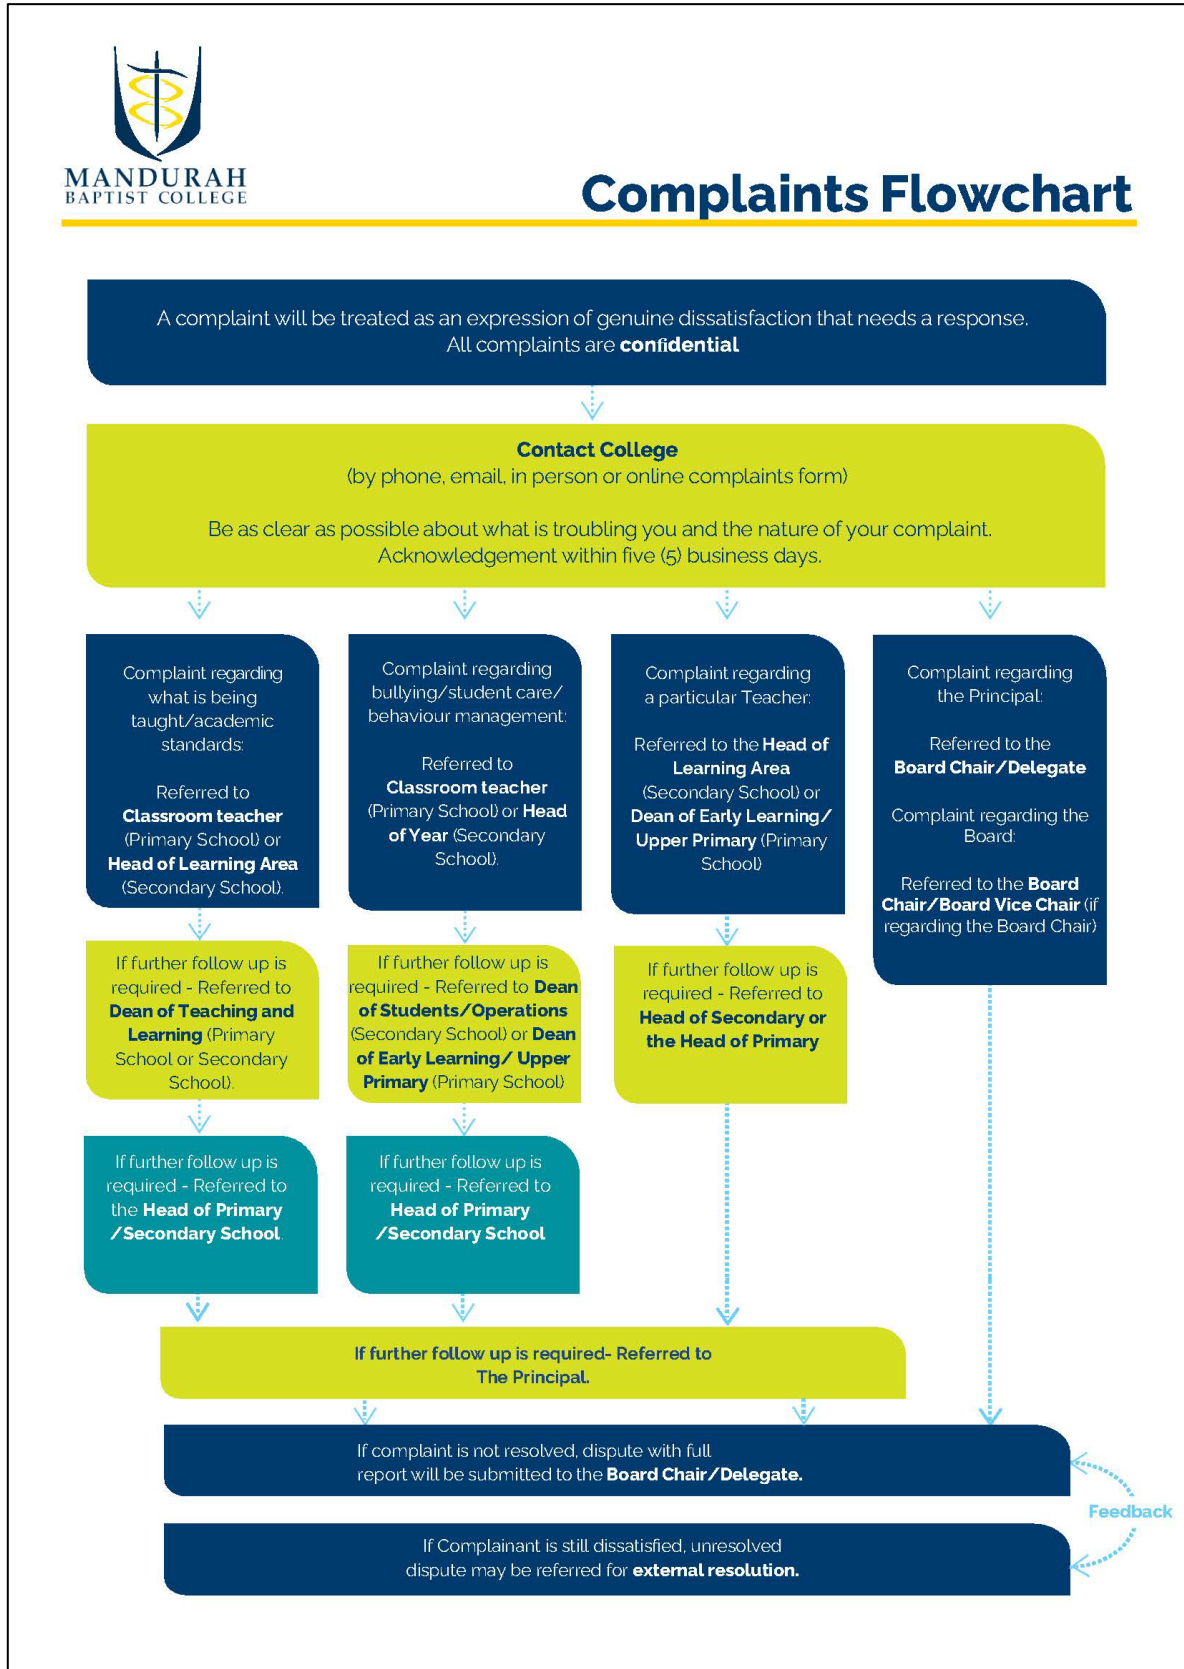 MANDURAH
BAPTIST COLLEGE
Complaints Flowchart
A complaint will be treated as an expression of genuine dissatisfaction that needs a response.
All complaints are confidential
Contact College
(by phone, email, in person or online complaints form)
Be as clear as possible about what is troubling you and the nature of your complaint.
Acknowledgement within five (5) business days.
Complaint regarding
what is being
taught/academic
standards:
Referred to
Classroom teacher
(Primary School) or
Head of Learning Area
(Secondary School).
Complaint regarding
bullying/student care/
behaviour management:
Referred to
Classroom teacher
(Primary School) or Head
of Year (Secondary
School).
Complaint regarding
a particular Teacher:
Referred to the Head of
Learning Area
(Secondary School) or
Dean of Early Learning/
Upper Primary (Primary
School)
Complaint regarding
the Principal:
Referred to the
Board Chair/Delegate
Complaint regarding the
Board:
Referred to the Board
Chair/Board Vice Chair (if
regarding the Board Chair)
If further follow up is
required - Referred to
Dean of Teaching and
Learning (Primary
School or Secondary
School).
If further follow up is
required - Referred to Dean
of Students/Operations
(Secondary School) or Dean
of Early Learning/ Upper
Primary (Primary School)
If further follow up is
required - Referred to
Head of Secondary or
the Head of Primary
If further follow up is
required - Referred to
the Head of Primary
/Secondary School.
If further follow up is
required - Referred to
Head of Primary
/Secondary School
If further follow up is required- Referred to
The Principal.
If complaint is not resolved, dispute with full
report will be submitted to the Board Chair/Delegate.
Feedback
If Complainant is still dissatisfied, unresolved
dispute may be referred for external resolution.